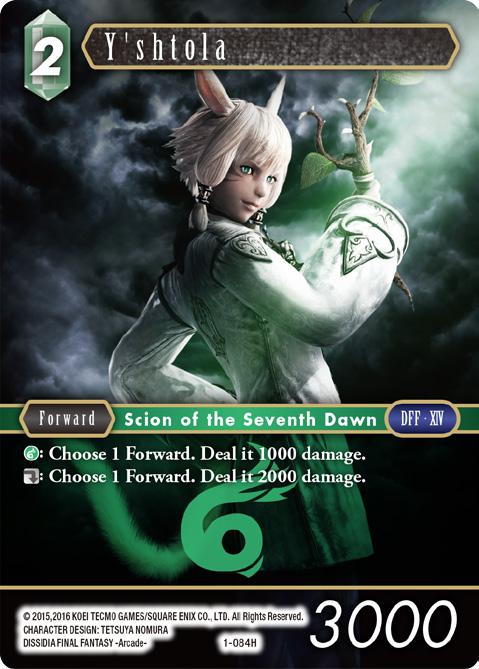 2
Y'shtola
Forward
Scion of the Seventh Dawn
DFF · XIV
: Choose 1 Forward. Deal it 1000 damage.
: Choose 1 Forward. Deal it 2000 damage.
© 2015,2016 KOEI TECMO GAMES/SQUARE ENIX CO., LTD. All Rights Reserved.
CHARACTER DESIGN: TETSUYA NOMURA
DISSIDIA FINAL FANTASY -Arcade-
1-084H
3000